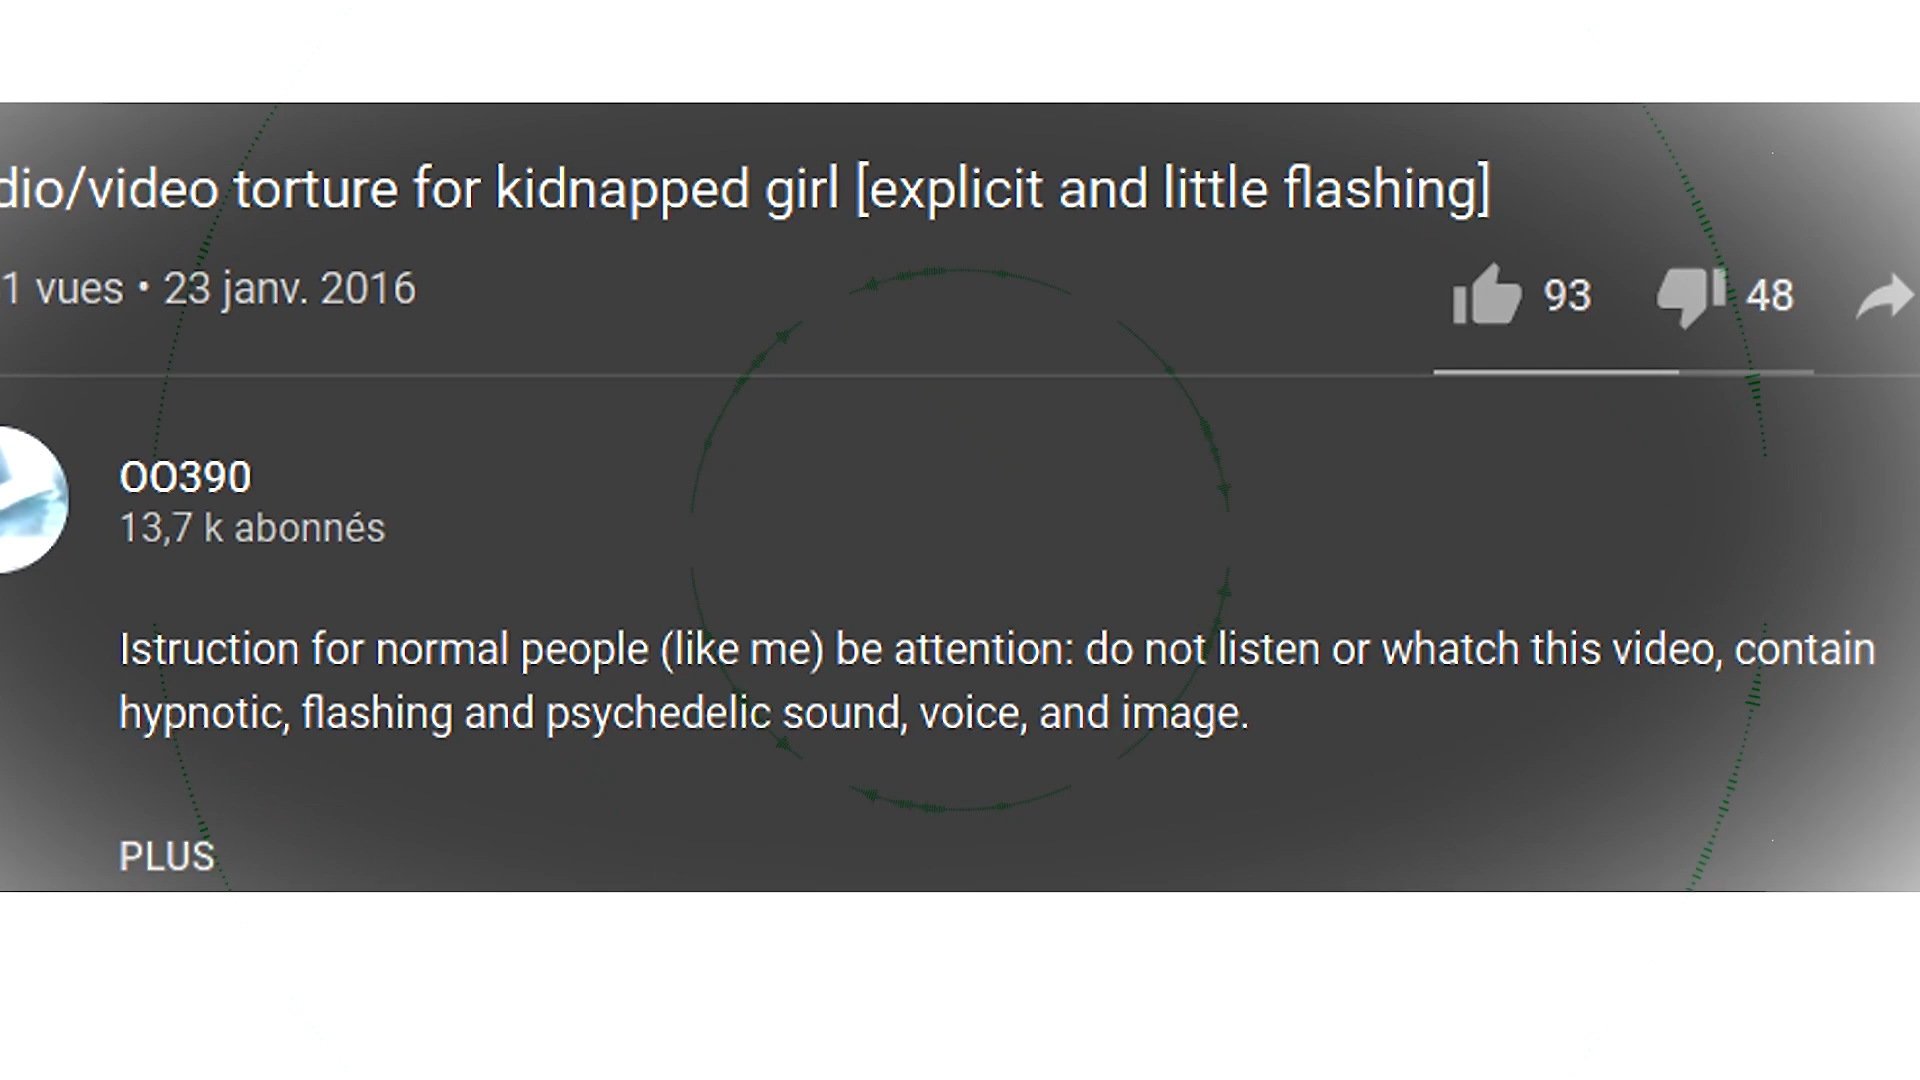 dio/video torture for kidnapped girl [explicit and little flashing]
1 vues • 23 janv. 2016
93
48
OO390
13,7 k abonnés
Istruction for normal people (like me) be attention: do not listen or whatch this video, contain
hypnotic, flashing and psychedelic sound, voice, and image.
PLUS